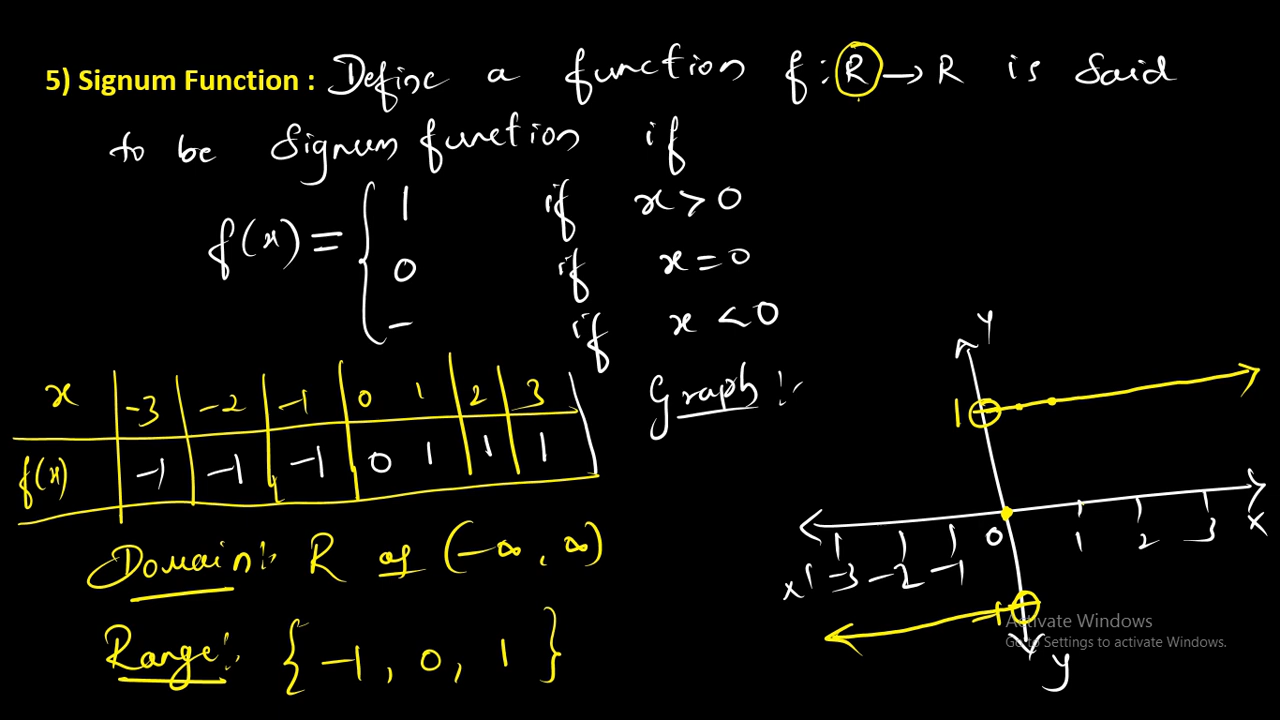 5) Signum Function : Define a function f : R → R is said
to be Signum function if
f(x) = { 1 if x > 0
0 if x = 0
– if x < 0
x -3 -2 -1 0 1 2 3
f(x) -1 -1 -1 0 1 1 1
Graph :
Domain : R or (-∞, ∞)
Range : { -1, 0, 1 }
y
1
x' -3 -2 -1 0 1 2 3 x
-1
y
Activate Windows
Go to Settings to activate Windows.